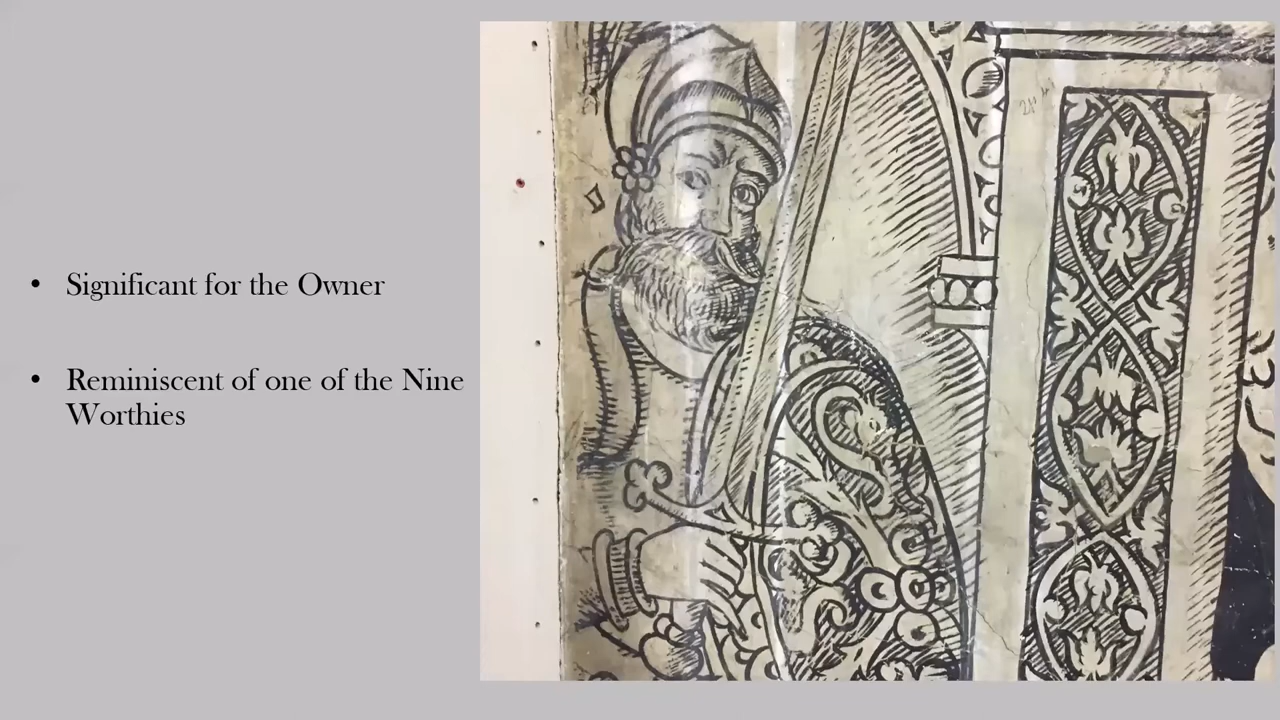 • Significant for the Owner
• Reminiscent of one of the Nine
Worthies